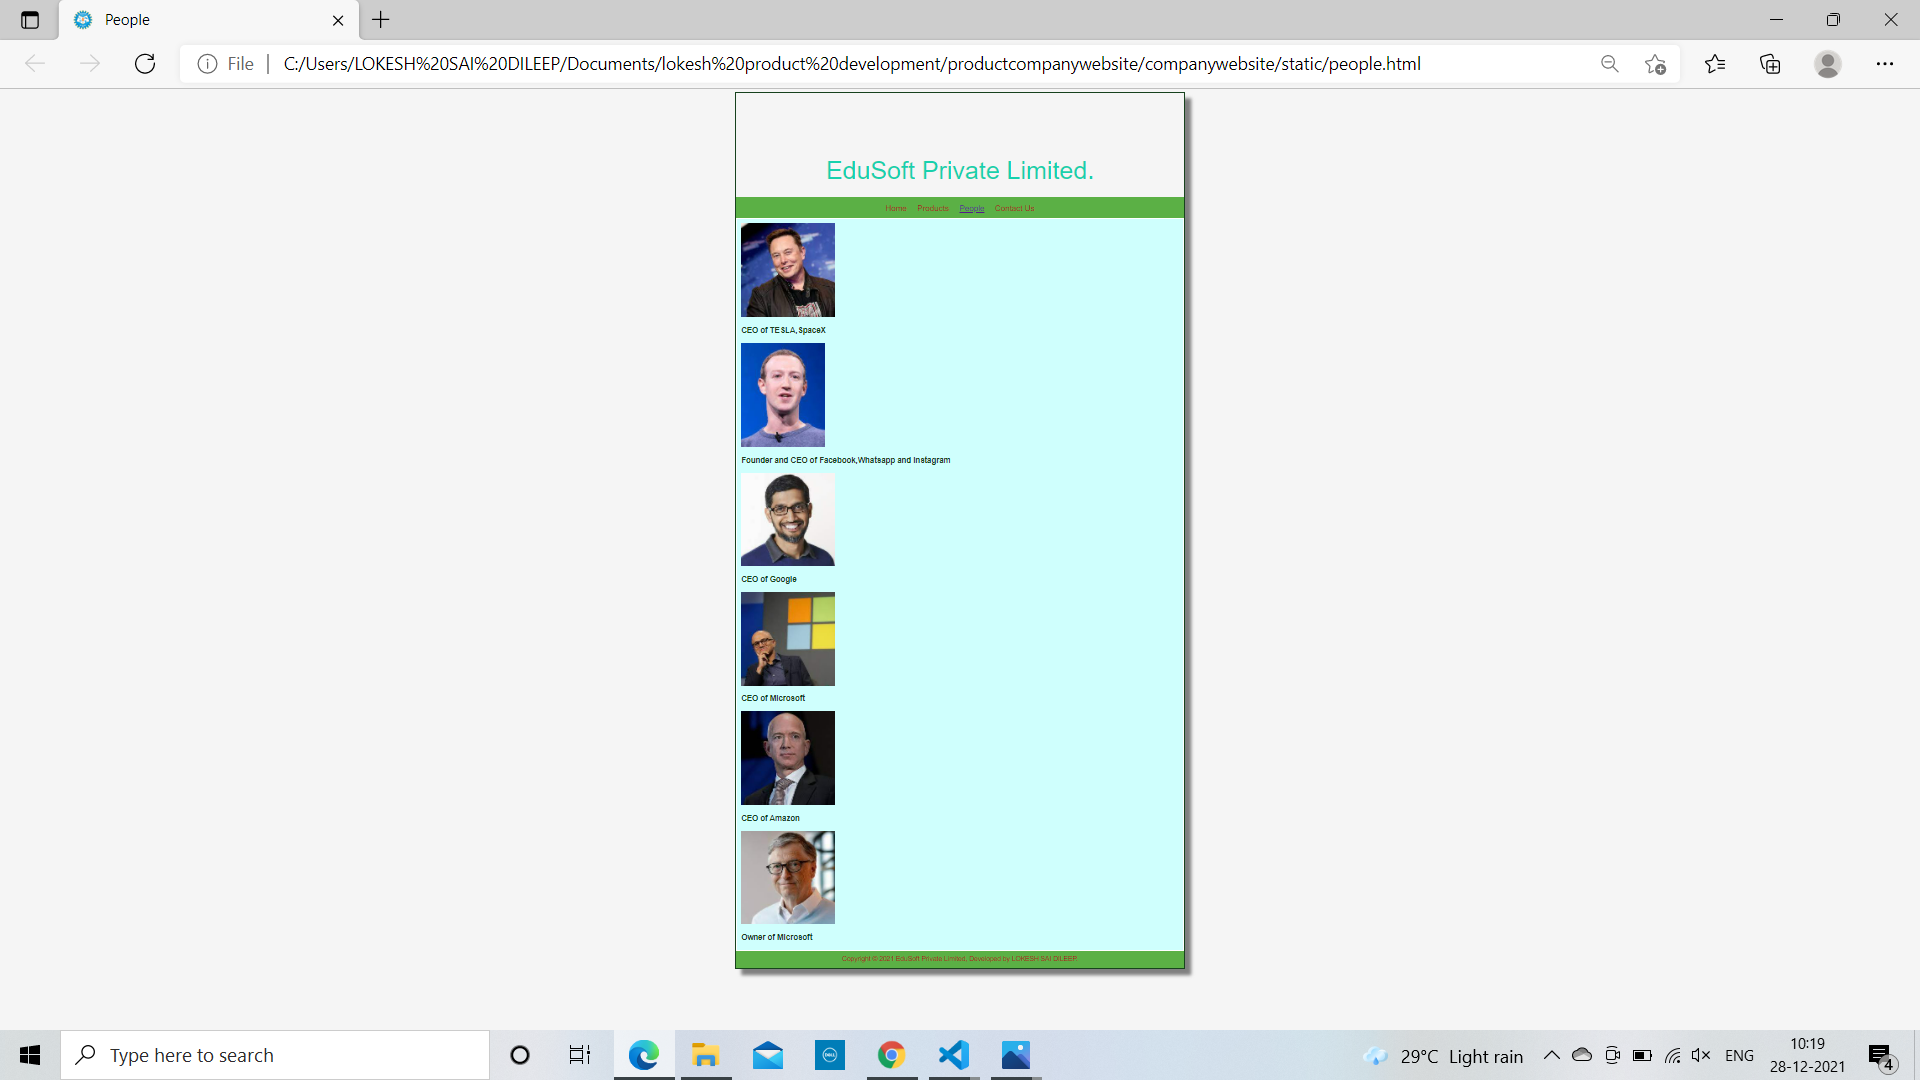 People
File
C:/Users/LOKESH%20SAI%20DILEEP/Documents/lokesh%20product%20development/productcompanywebsite/companywebsite/static/people.html
EduSoft Private Limited.
Home Products People Contact Us
CEO of TESLA,SpaceX
Founder and CEO of Facebook,Whatsapp and Instagram
CEO of Google
CEO of Microsoft
CEO of Amazon
Owner of Microsoft
Copyright © 2021 EduSoft Private Limited, Developed by LOKESH SAI DILEEP
Type here to search
DELL
29°C Light rain
ENG
10:19
28-12-2021
4